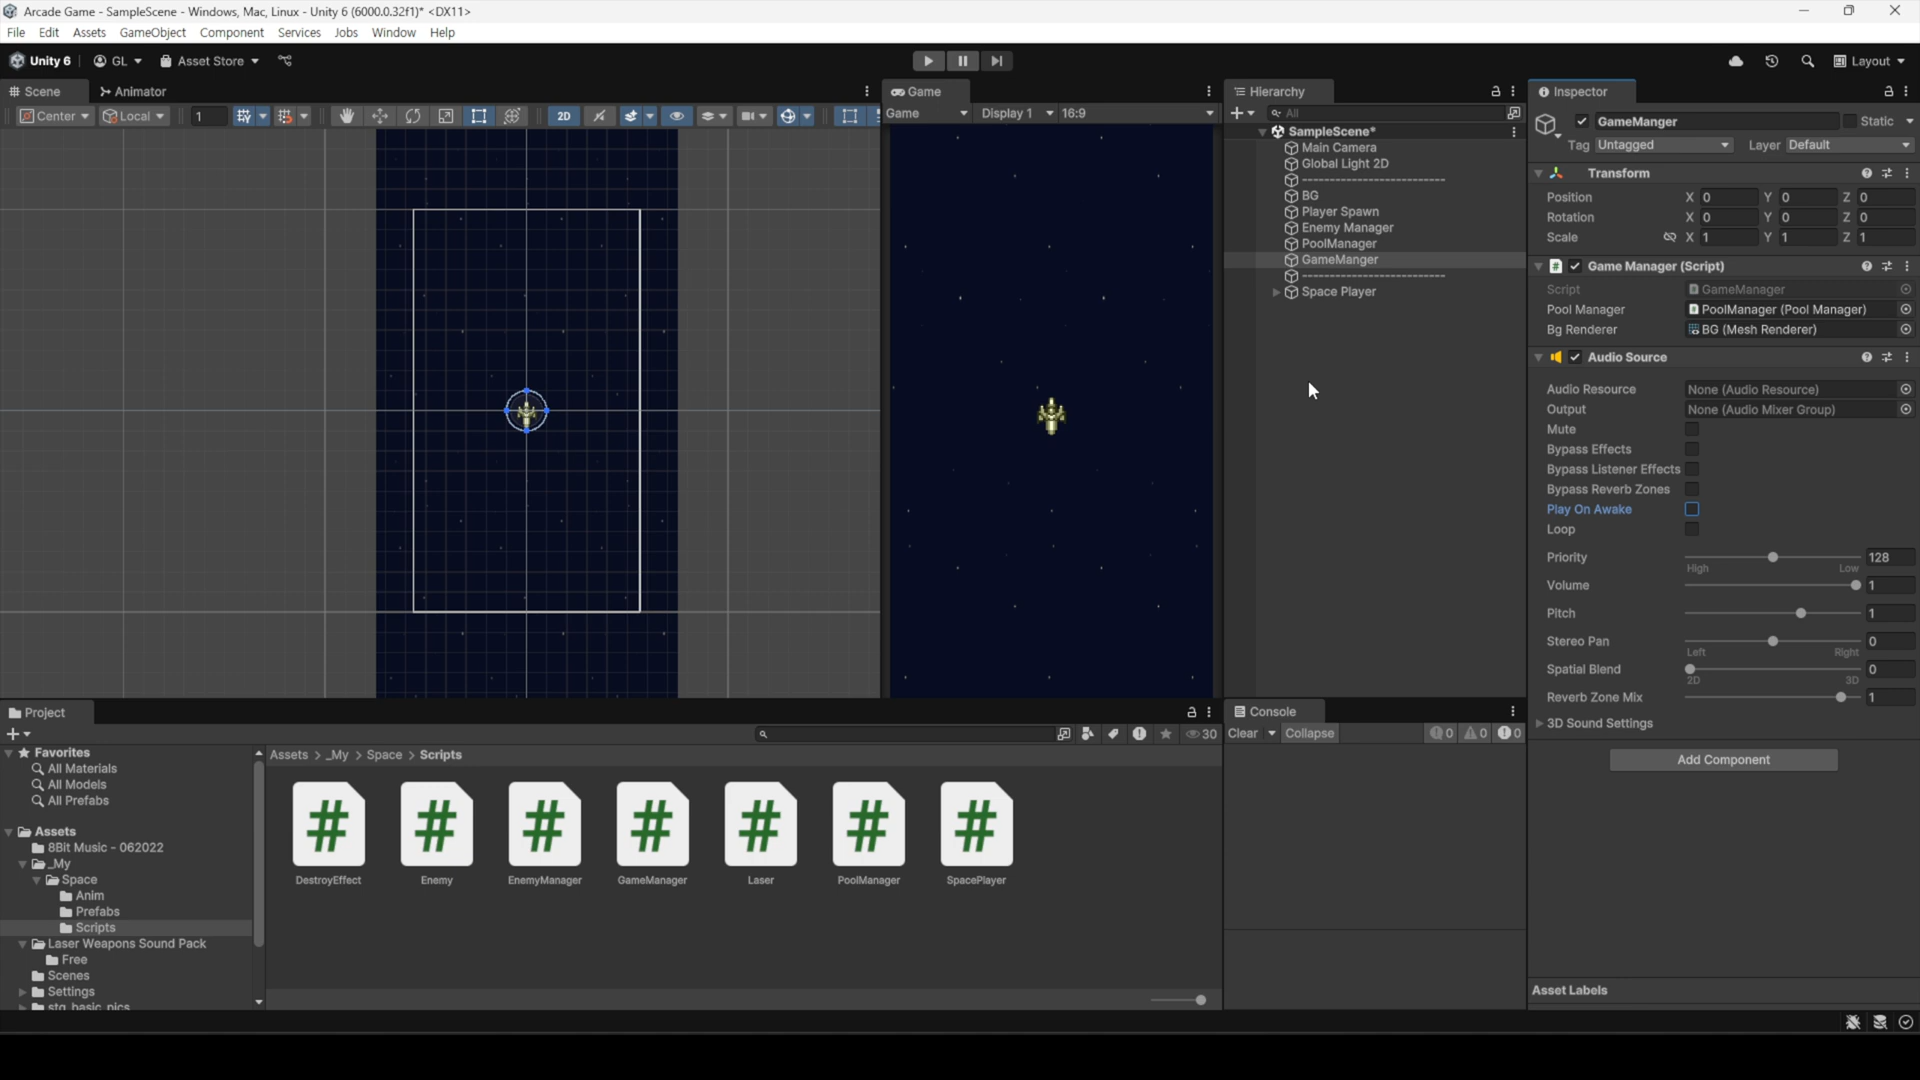 Arcade Game - SampleScene - Windows, Mac, Linux - Unity 6 (6000.0.32f1)* <DX11>
File Edit Assets GameObject Component Services Jobs Window Help
Unity 6 GL Asset Store Layout
Scene Animator
Center Local 1 2D
Game
Game Display 1 16:9
Hierarchy
All
SampleScene*
Main Camera
Global Light 2D
--------------------------
BG
Player Spawn
Enemy Manager
PoolManager
GameManger
--------------------------
Space Player
Inspector
GameManger Static
Tag Untagged Layer Default
Transform
Position X 0 Y 0 Z 0
Rotation X 0 Y 0 Z 0
Scale X 1 Y 1 Z 1
Game Manager (Script)
Script GameManager
Pool Manager PoolManager (Pool Manager)
Bg Renderer BG (Mesh Renderer)
Audio Source
Audio Resource None (Audio Resource)
Output None (Audio Mixer Group)
Mute
Bypass Effects
Bypass Listener Effects
Bypass Reverb Zones
Play On Awake
Loop
Priority 128
High Low
Volume 1
Pitch 1
Stereo Pan 0
Left Right
Spatial Blend 0
2D 3D
Reverb Zone Mix 1
3D Sound Settings
Add Component
Asset Labels
Project
30
Favorites
All Materials
All Models
All Prefabs
Assets
8Bit Music - 062022
_My
Space
Anim
Prefabs
Scripts
Laser Weapons Sound Pack
Free
Scenes
Settings
stg_basic_pics
Assets > _My > Space > Scripts
DestroyEffect Enemy EnemyManager GameManager Laser PoolManager SpacePlayer
Console
Clear Collapse 0 0 0